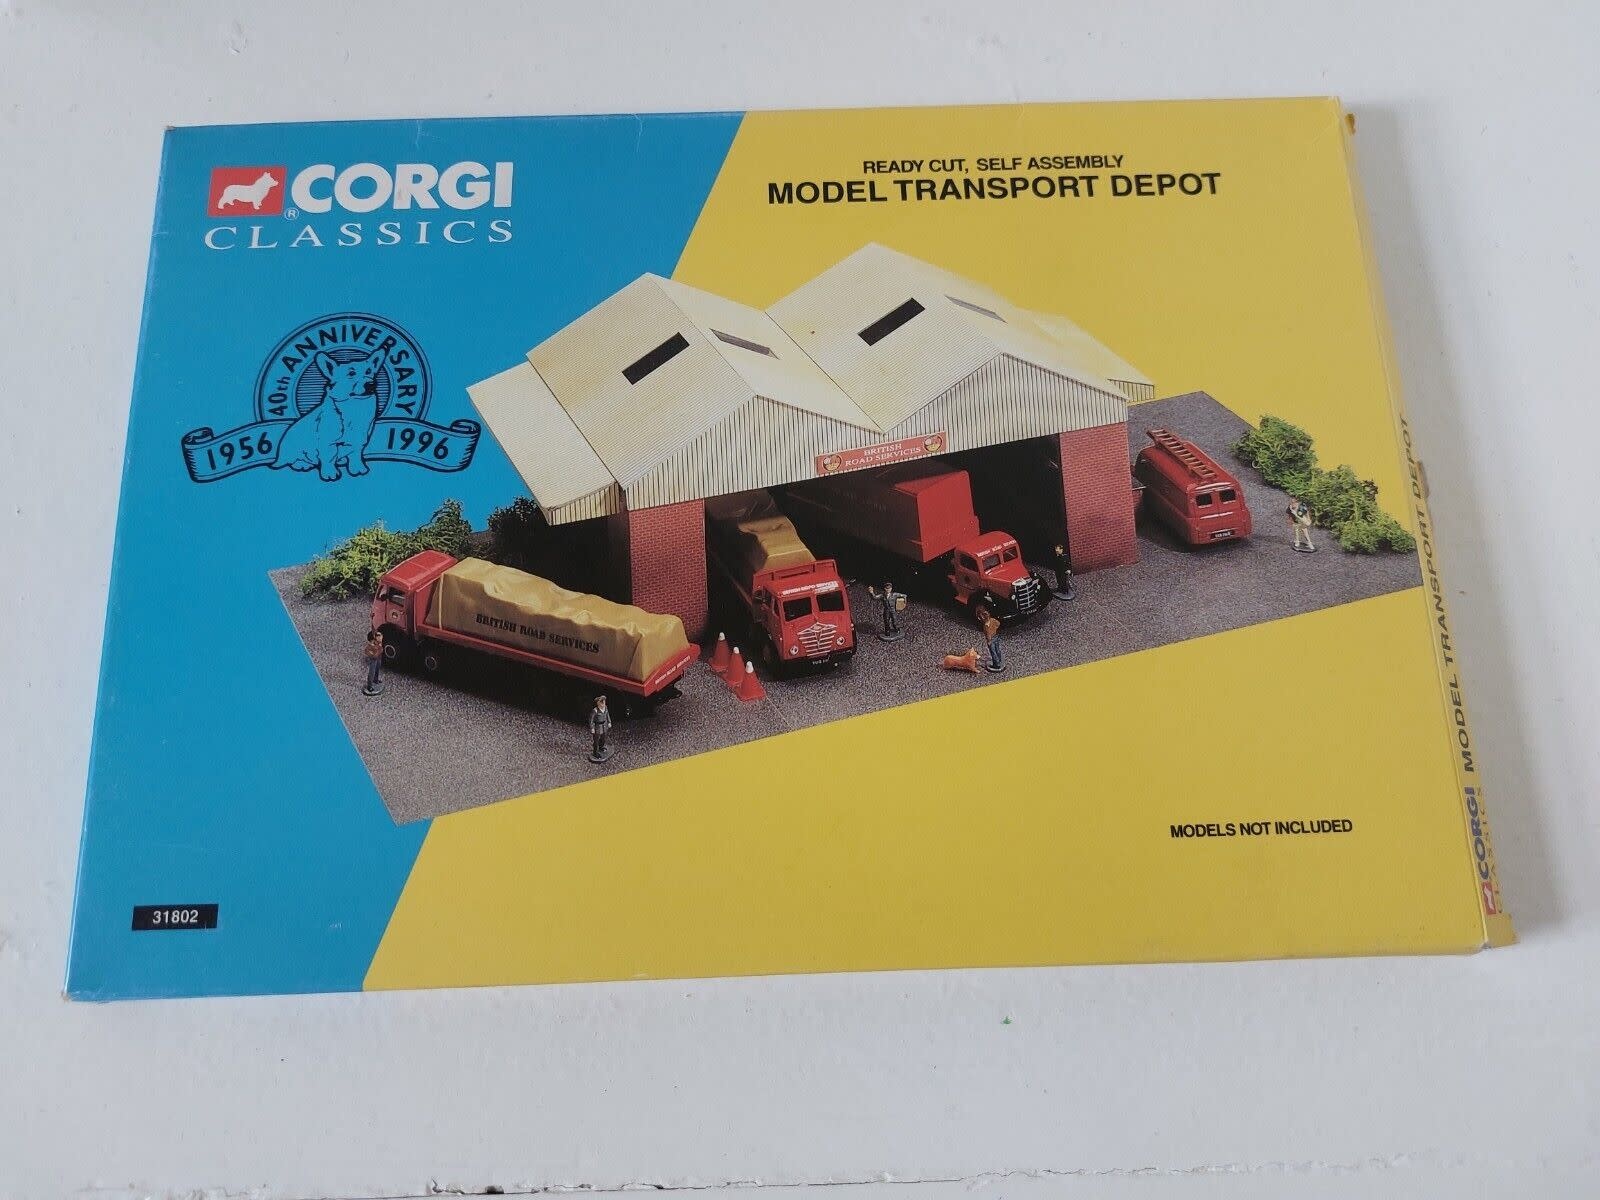 CORGI
®
CLASSICS
READY CUT, SELF ASSEMBLY
MODEL TRANSPORT DEPOT
40th ANNIVERSARY
1956 1996
BRITISH
ROAD SERVICES
BRITISH ROAD SERVICES
MODELS NOT INCLUDED
31802
CORGI
CLASSICS
MODEL TRANSPORT DEPOT